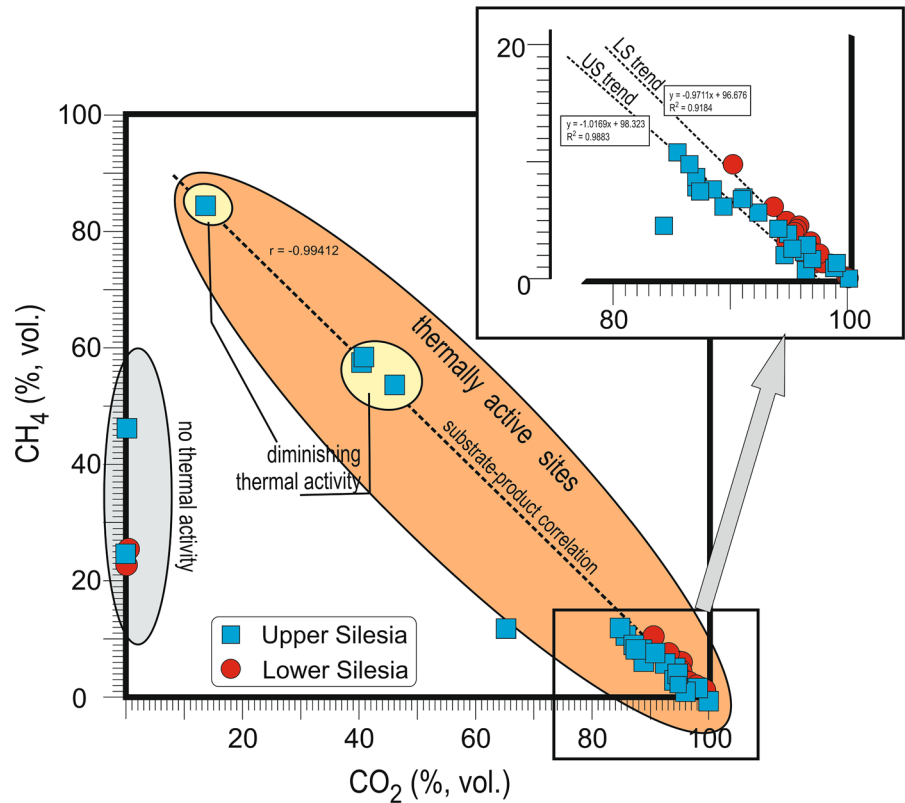 20
LS trend
US trend
y = -0.9711x + 96.676
R² = 0.9184
y = -1.0169x + 98.323
R² = 0.9883
0
80
100
100
80
60
40
20
0
CH₄ (%, vol.)
r = -0.99412
thermally active sites
substrate-product correlation
diminishing
thermal activity
no thermal activity
Upper Silesia
Lower Silesia
20
40
60
80
100
CO₂ (%, vol.)